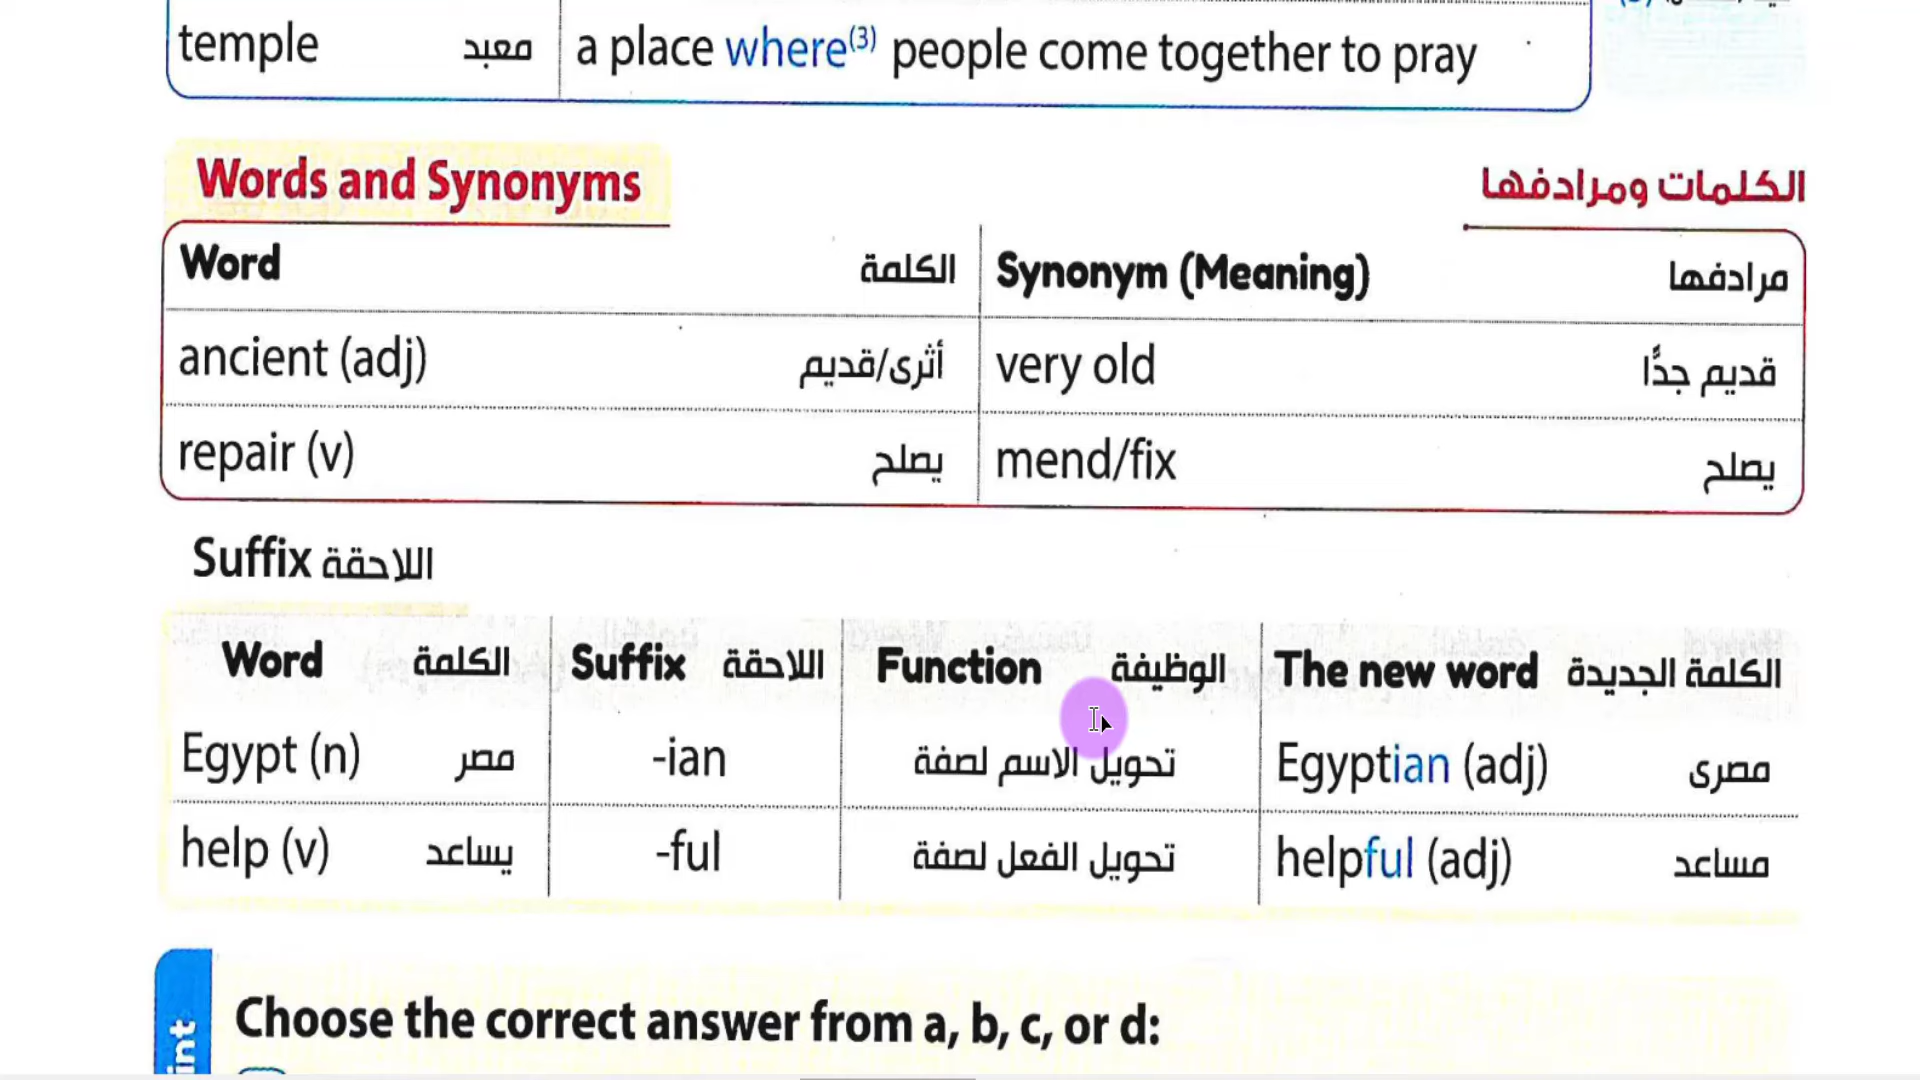 temple معبد a place where(3) people come together to pray
Words and Synonyms الكلمات ومرادفها
Word الكلمة Synonym (Meaning) مرادفها
ancient (adj) أثرى/قديم very old قديم جدًّا
repair (v) يصلح mend/fix يصلح
Suffix اللاحقة
Word الكلمة Suffix اللاحقة Function الوظيفة The new word الكلمة الجديدة
Egypt (n) مصر -ian تحويل الاسم لصفة Egyptian (adj) مصرى
help (v) يساعد -ful تحويل الفعل لصفة helpful (adj) مساعد
Choose the correct answer from a, b, c, or d: